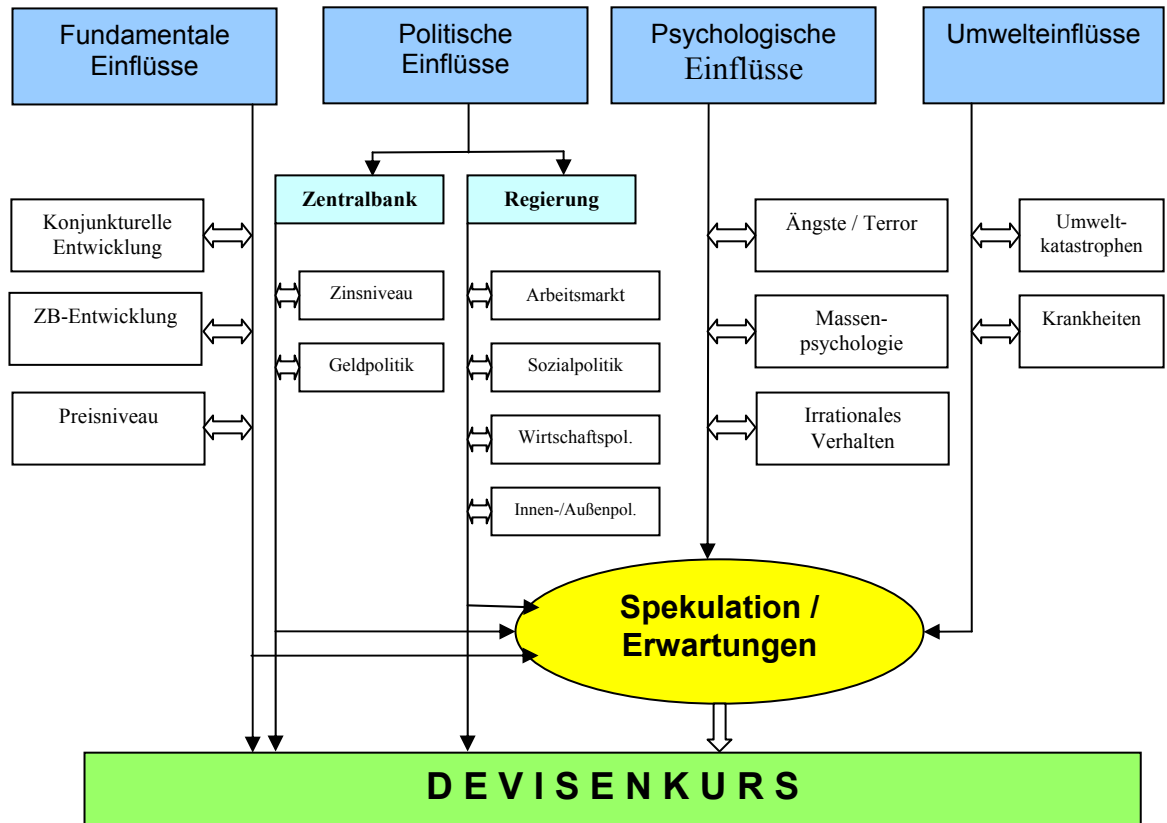 Fundamentale
Einflüsse
Politische
Einflüsse
Psychologische
Einflüsse
Umwelteinflüsse
Zentralbank
Regierung
Konjunkturelle
Entwicklung
ZB-Entwicklung
Preisniveau
Zinsniveau
Geldpolitik
Arbeitsmarkt
Sozialpolitik
Wirtschaftspol.
Innen-/Außenpol.
Ängste / Terror
Massen-
psychologie
Irrationales
Verhalten
Umwelt-
katastrophen
Krankheiten
Spekulation /
Erwartungen
D E V I S E N K U R S